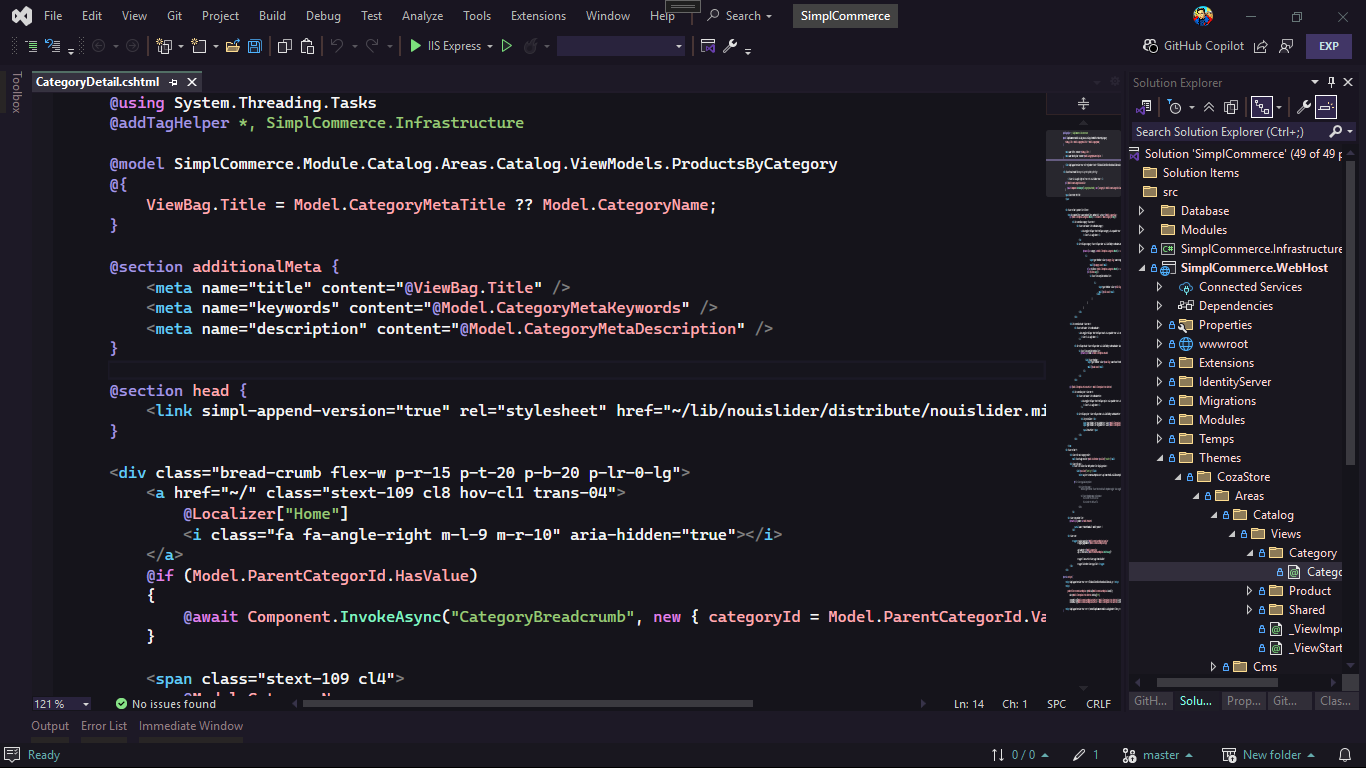 File Edit View Git Project Build Debug Test Analyze Tools Extensions Window Help Search SimplCommerce
IIS Express GitHub Copilot EXP
Toolbox
CategoryDetail.cshtml
@using System.Threading.Tasks
@addTagHelper *, SimplCommerce.Infrastructure
@model SimplCommerce.Module.Catalog.Areas.Catalog.ViewModels.ProductsByCategory
@{
ViewBag.Title = Model.CategoryMetaTitle ?? Model.CategoryName;
}
@section additionalMeta {
<meta name="title" content="@ViewBag.Title" />
<meta name="keywords" content="@Model.CategoryMetaKeywords" />
<meta name="description" content="@Model.CategoryMetaDescription" />
}
@section head {
<link simpl-append-version="true" rel="stylesheet" href="~/lib/nouislider/distribute/nouislider.mi
}
<div class="bread-crumb flex-w p-r-15 p-t-20 p-b-20 p-lr-0-lg">
<a href="~/" class="stext-109 cl8 hov-cl1 trans-04">
@Localizer["Home"]
<i class="fa fa-angle-right m-l-9 m-r-10" aria-hidden="true"></i>
</a>
@if (Model.ParentCategorId.HasValue)
{
@await Component.InvokeAsync("CategoryBreadcrumb", new { categoryId = Model.ParentCategorId.Va
}
<span class="stext-109 cl4">
121 % No issues found Ln: 14 Ch: 1 SPC CRLF
Solution Explorer
Search Solution Explorer (Ctrl+;)
Solution 'SimplCommerce' (49 of 49 p
Solution Items
src
Database
Modules
SimplCommerce.Infrastructure
SimplCommerce.WebHost
Connected Services
Dependencies
Properties
wwwroot
Extensions
IdentityServer
Migrations
Modules
Temps
Themes
CozaStore
Areas
Catalog
Views
Category
Catego
Product
Shared
_ViewImpo
_ViewStart
Cms
GitH... Solu... Prop... Git... Clas...
Output Error List Immediate Window
Ready 0 / 0 1 master New folder